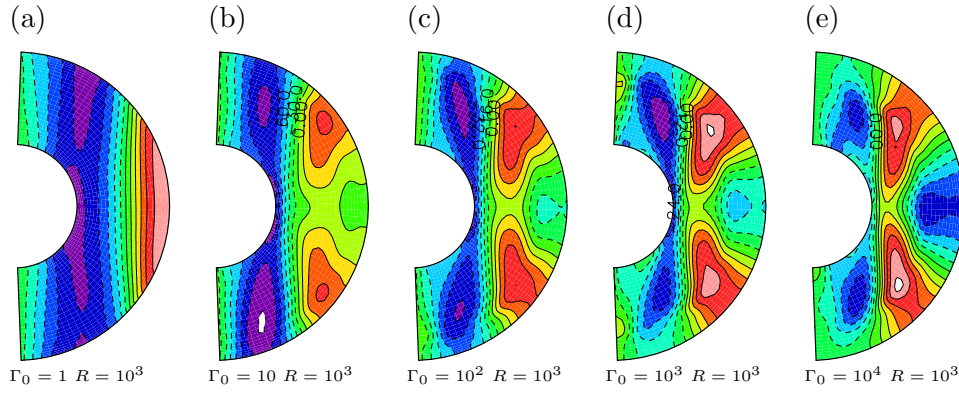 (a) (b) (c) (d) (e)
Γ₀ = 1 R = 10³ Γ₀ = 10 R = 10³ Γ₀ = 10² R = 10³ Γ₀ = 10³ R = 10³ Γ₀ = 10⁴ R = 10³